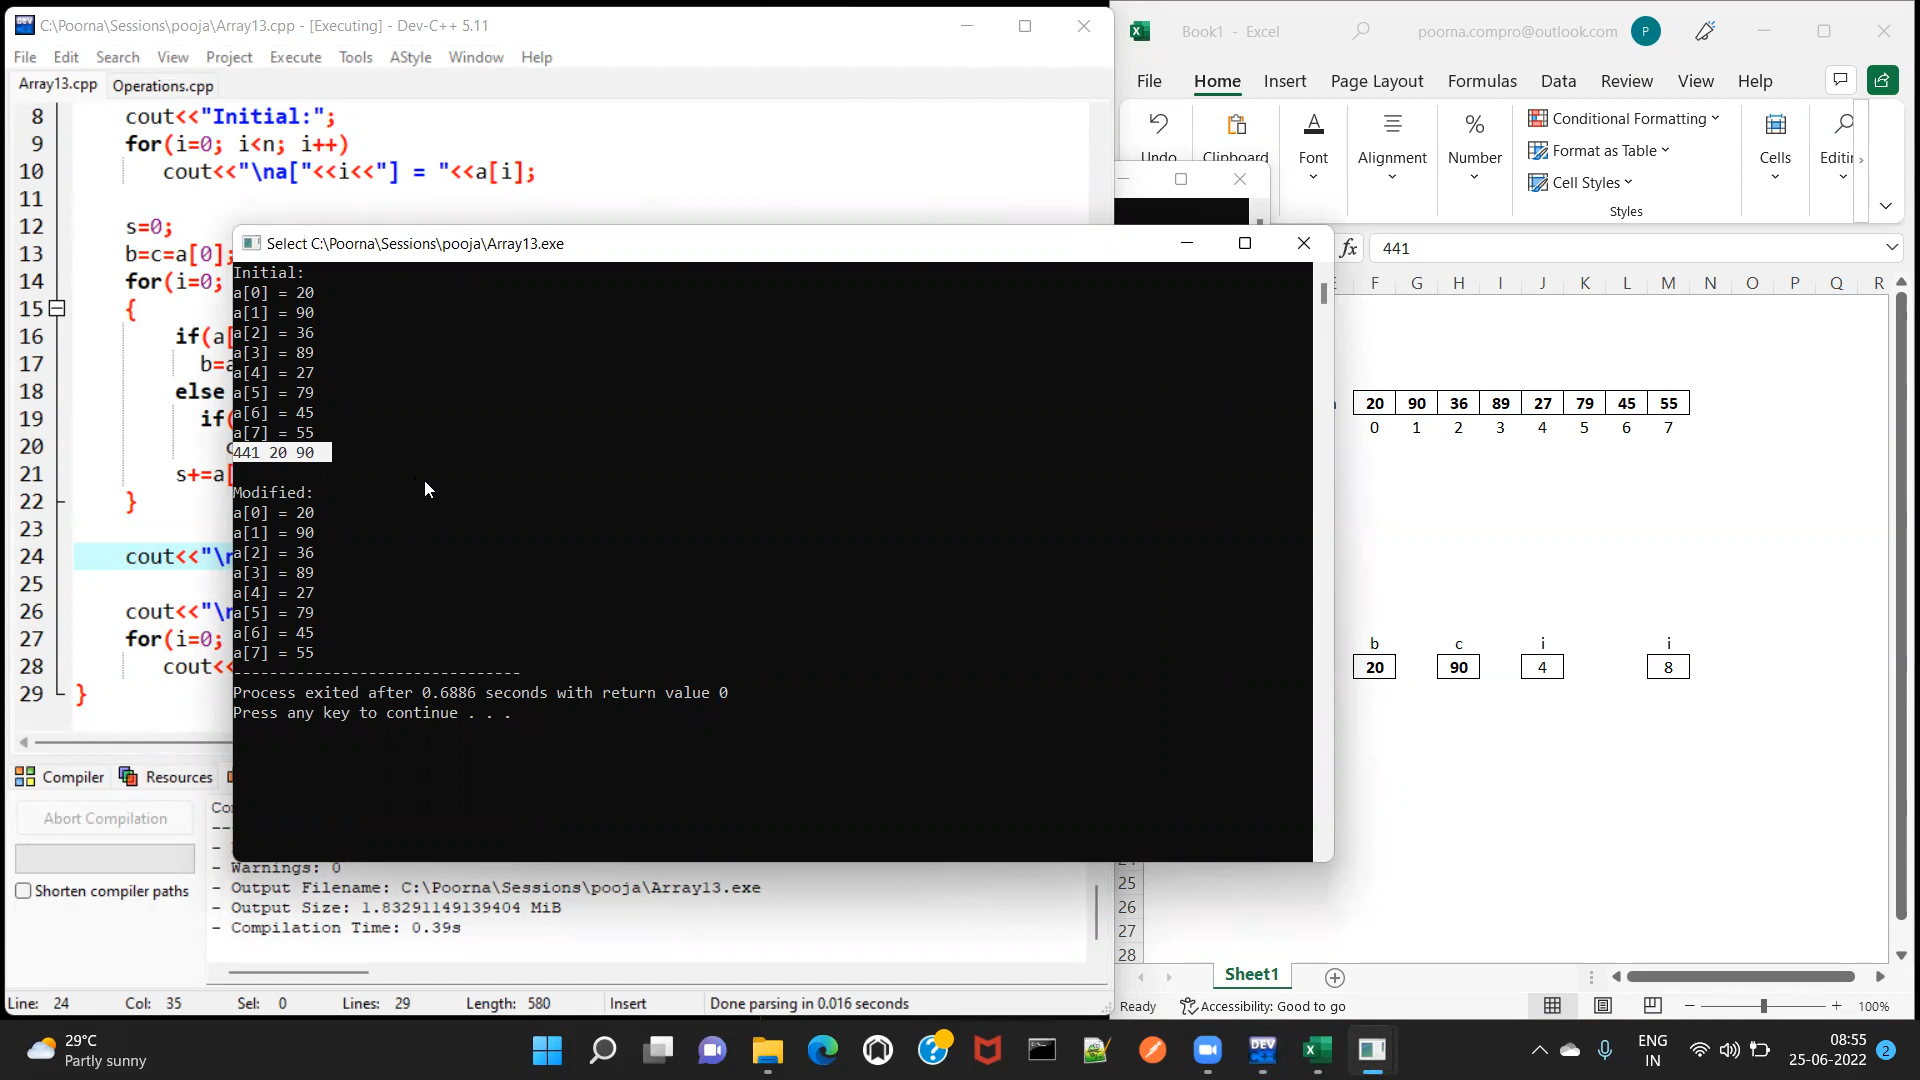 C:\Poorna\Sessions\pooja\Array13.cpp - [Executing] - Dev-C++ 5.11
File Edit Search View Project Execute Tools AStyle Window Help
Array13.cpp Operations.cpp
8 cout<<"Initial:";
9 for(i=0; i<n; i++)
10 cout<<"\na["<<i<<"] = "<<a[i];
11
12 s=0;
13 b=c=a[0];
14 for(i=0;
15 {
16 if(a[
17 b=a
18 else
19 if(
20
21 s+=a[
22 }
23
24 cout<<"\n
25
26 cout<<"\n
27 for(i=0;
28 cout<<
29 }
Select C:\Poorna\Sessions\pooja\Array13.exe
Initial:
a[0] = 20
a[1] = 90
a[2] = 36
a[3] = 89
a[4] = 27
a[5] = 79
a[6] = 45
a[7] = 55
441 20 90
Modified:
a[0] = 20
a[1] = 90
a[2] = 36
a[3] = 89
a[4] = 27
a[5] = 79
a[6] = 45
a[7] = 55
--------------------------------
Process exited after 0.6886 seconds with return value 0
Press any key to continue . . .
Compiler Resources
Abort Compilation
Shorten compiler paths
- Warnings: 0
- Output Filename: C:\Poorna\Sessions\pooja\Array13.exe
- Output Size: 1.83291149139404 MiB
- Compilation Time: 0.39s
Line: 24 Col: 35 Sel: 0 Lines: 29 Length: 580 Insert Done parsing in 0.016 seconds
Book1 - Excel poorna.compro@outlook.com P
File Home Insert Page Layout Formulas Data Review View Help
Undo Clipboard Font Alignment Number
Conditional Formatting
Format as Table
Cell Styles
Styles
Cells
fx 441
F G H I J K L M N O P Q R
20 90 36 89 27 79 45 55
0 1 2 3 4 5 6 7
b c i i
20 90 4 8
25
26
27
28
Sheet1
Ready Accessibility: Good to go 100%
29°C
Partly sunny
DEV
ENG
IN
08:55
25-06-2022
2